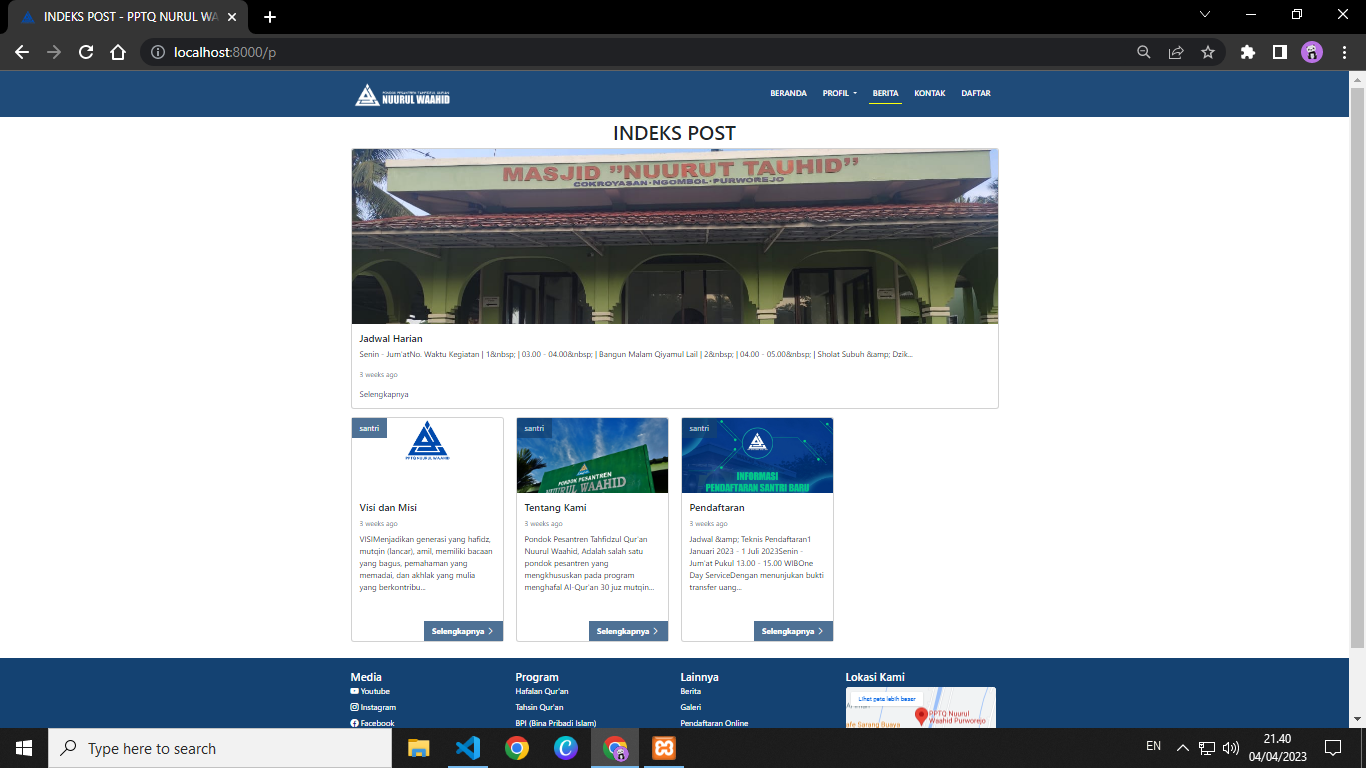 INDEKS POST - PPTQ NURUL WA
localhost:8000/p
PONDOK PESANTREN TAHFIDZUL QUR'AN
NUURUL WAAHID
BERANDA PROFIL BERITA KONTAK DAFTAR
INDEKS POST
MASJID "NUURUT TAUHID"
COKROYASAN-NGOMBOL-PURWOREJO
Jadwal Harian
Senin - Jum'atNo. Waktu Kegiatan | 1&nbsp; | 03.00 - 04.00&nbsp; | Bangun Malam Qiyamul Lail | 2&nbsp; | 04.00 - 05.00&nbsp; | Sholat Subuh &amp; Dzik...
3 weeks ago
Selengkapnya
santri
PPTQ NUURUL WAAHID
Visi dan Misi
3 weeks ago
VISIMenjadikan generasi yang hafidz,
mutqin (lancar), amil, memiliki bacaan
yang bagus, pemahaman yang
memadai, dan akhlak yang mulia
yang berkontribu...
Selengkapnya
santri
PONDOK PESANTREN
NUURUL WAAHID
Tentang Kami
3 weeks ago
Pondok Pesantren Tahfidzul Qur'an
Nuurul Waahid, Adalah salah satu
pondok pesantren yang
mengkhususkan pada program
menghafal Al-Qur'an 30 juz mutqin...
Selengkapnya
santri
INFORMASI
PENDAFTARAN SANTRI BARU
Pendaftaran
3 weeks ago
Jadwal &amp; Teknis Pendaftaran1
Januari 2023 - 1 Juli 2023Senin -
Jum'at Pukul 13.00 - 15.00 WIBOne
Day ServiceDengan menunjukan bukti
transfer uang...
Selengkapnya
Media
Youtube
Instagram
Facebook
Program
Hafalan Qur'an
Tahsin Qur'an
BPI (Bina Pribadi Islam)
Lainnya
Berita
Galeri
Pendaftaran Online
Lokasi Kami
Lihat peta lebih besar
PPTQ Nuurul
Waahid Purworejo
afe Sarang Buaya
Type here to search
EN
21.40
04/04/2023